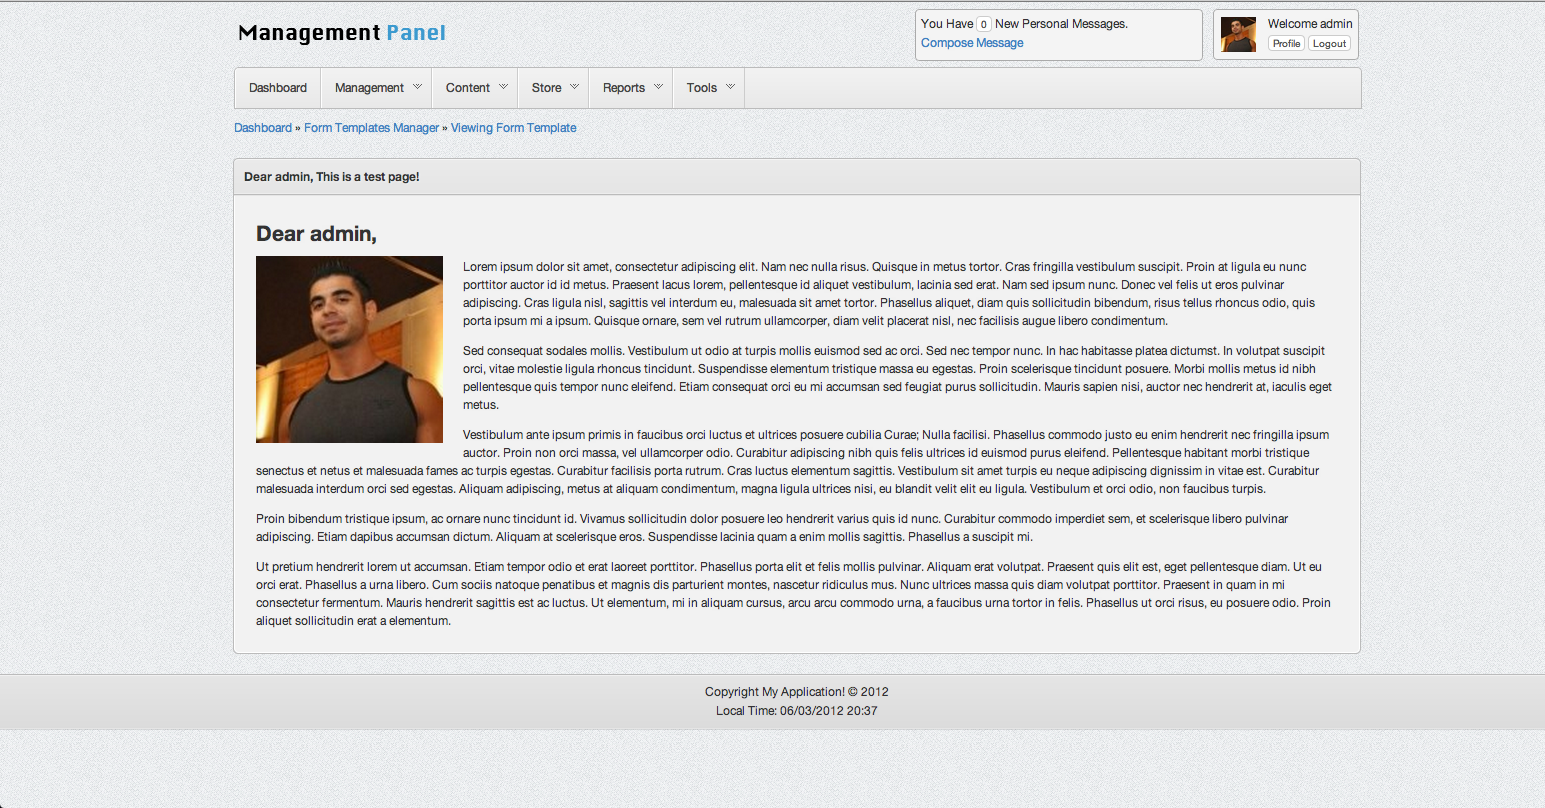 Management Panel
You Have 0 New Personal Messages.
Compose Message
Welcome admin
Profile Logout
Dashboard Management Content Store Reports Tools
Dashboard » Form Templates Manager » Viewing Form Template
Dear admin, This is a test page!
Dear admin,
Lorem ipsum dolor sit amet, consectetur adipiscing elit. Nam nec nulla risus. Quisque in metus tortor. Cras fringilla vestibulum suscipit. Proin at ligula eu nunc
porttitor auctor id id metus. Praesent lacus lorem, pellentesque id aliquet vestibulum, lacinia sed erat. Nam sed ipsum nunc. Donec vel felis ut eros pulvinar
adipiscing. Cras ligula nisl, sagittis vel interdum eu, malesuada sit amet tortor. Phasellus aliquet, diam quis sollicitudin bibendum, risus tellus rhoncus odio, quis
porta ipsum mi a ipsum. Quisque ornare, sem vel rutrum ullamcorper, diam velit placerat nisl, nec facilisis augue libero condimentum.
Sed consequat sodales mollis. Vestibulum ut odio at turpis mollis euismod sed ac orci. Sed nec tempor nunc. In hac habitasse platea dictumst. In volutpat suscipit
orci, vitae molestie ligula rhoncus tincidunt. Suspendisse elementum tristique massa eu egestas. Proin scelerisque tincidunt posuere. Morbi mollis metus id nibh
pellentesque quis tempor nunc eleifend. Etiam consequat orci eu mi accumsan sed feugiat purus sollicitudin. Mauris sapien nisi, auctor nec hendrerit at, iaculis eget
metus.
Vestibulum ante ipsum primis in faucibus orci luctus et ultrices posuere cubilia Curae; Nulla facilisi. Phasellus commodo justo eu enim hendrerit nec fringilla ipsum
auctor. Proin non orci massa, vel ullamcorper odio. Curabitur adipiscing nibh quis felis ultrices id euismod purus eleifend. Pellentesque habitant morbi tristique
senectus et netus et malesuada fames ac turpis egestas. Curabitur facilisis porta rutrum. Cras luctus elementum sagittis. Vestibulum sit amet turpis eu neque adipiscing dignissim in vitae est. Curabitur
malesuada interdum orci sed egestas. Aliquam adipiscing, metus at aliquam condimentum, magna ligula ultrices nisi, eu blandit velit elit eu ligula. Vestibulum et orci odio, non faucibus turpis.
Proin bibendum tristique ipsum, ac ornare nunc tincidunt id. Vivamus sollicitudin dolor posuere leo hendrerit varius quis id nunc. Curabitur commodo imperdiet sem, et scelerisque libero pulvinar
adipiscing. Etiam dapibus accumsan dictum. Aliquam at scelerisque eros. Suspendisse lacinia quam a enim mollis sagittis. Phasellus a suscipit mi.
Ut pretium hendrerit lorem ut accumsan. Etiam tempor odio et erat laoreet porttitor. Phasellus porta elit et felis mollis pulvinar. Aliquam erat volutpat. Praesent quis elit est, eget pellentesque diam. Ut eu
orci erat. Phasellus a urna libero. Cum sociis natoque penatibus et magnis dis parturient montes, nascetur ridiculus mus. Nunc ultrices massa quis diam volutpat porttitor. Praesent in quam in mi
consectetur fermentum. Mauris hendrerit sagittis est ac luctus. Ut elementum, mi in aliquam cursus, arcu arcu commodo urna, a faucibus urna tortor in felis. Phasellus ut orci risus, eu posuere odio. Proin
aliquet sollicitudin erat a elementum.
Copyright My Application! © 2012
Local Time: 06/03/2012 20:37